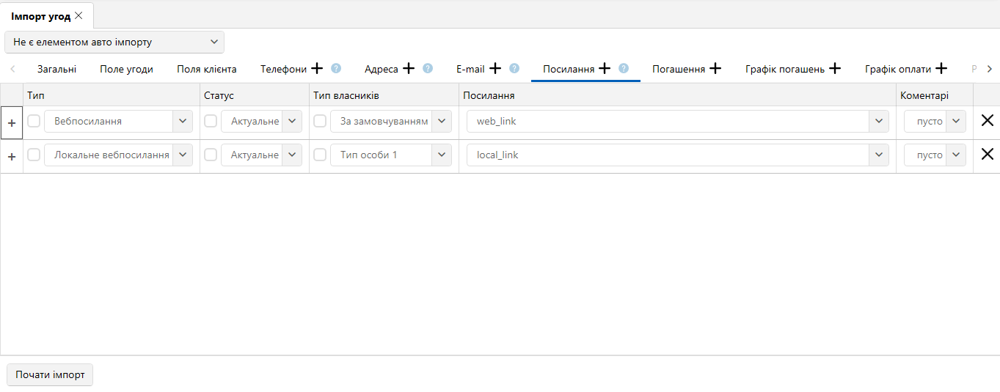 Імпорт угод
Не є елементом авто імпорту
Загальні Поле угоди Поля клієнта Телефони + ? Адреса + ? E-mail + ? Посилання + ? Погашення + Графік погашень + Графік оплати + Р
Тип Статус Тип власників Посилання Коментарі
+ Вебпосилання Актуальне За замовчуванням web_link пусто
+ Локальне вебпосилання Актуальне Тип особи 1 local_link пусто
Почати імпорт